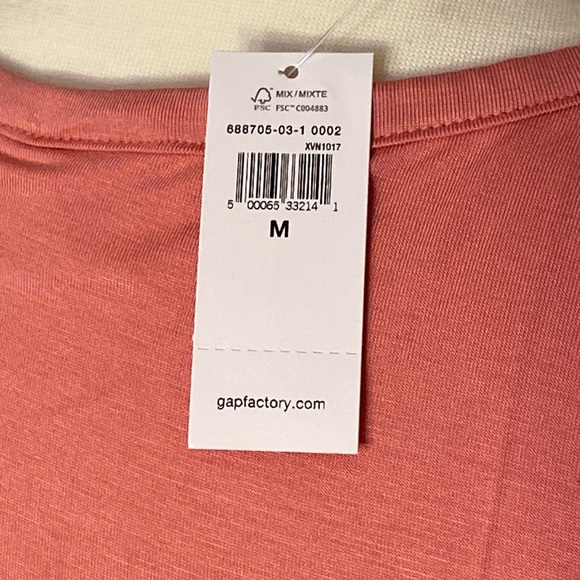 MIX/MIXTE
FSC FSC™ C004883
688705-03-1 0002
XVN1017
5 00065 33214 1
M
gapfactory.com